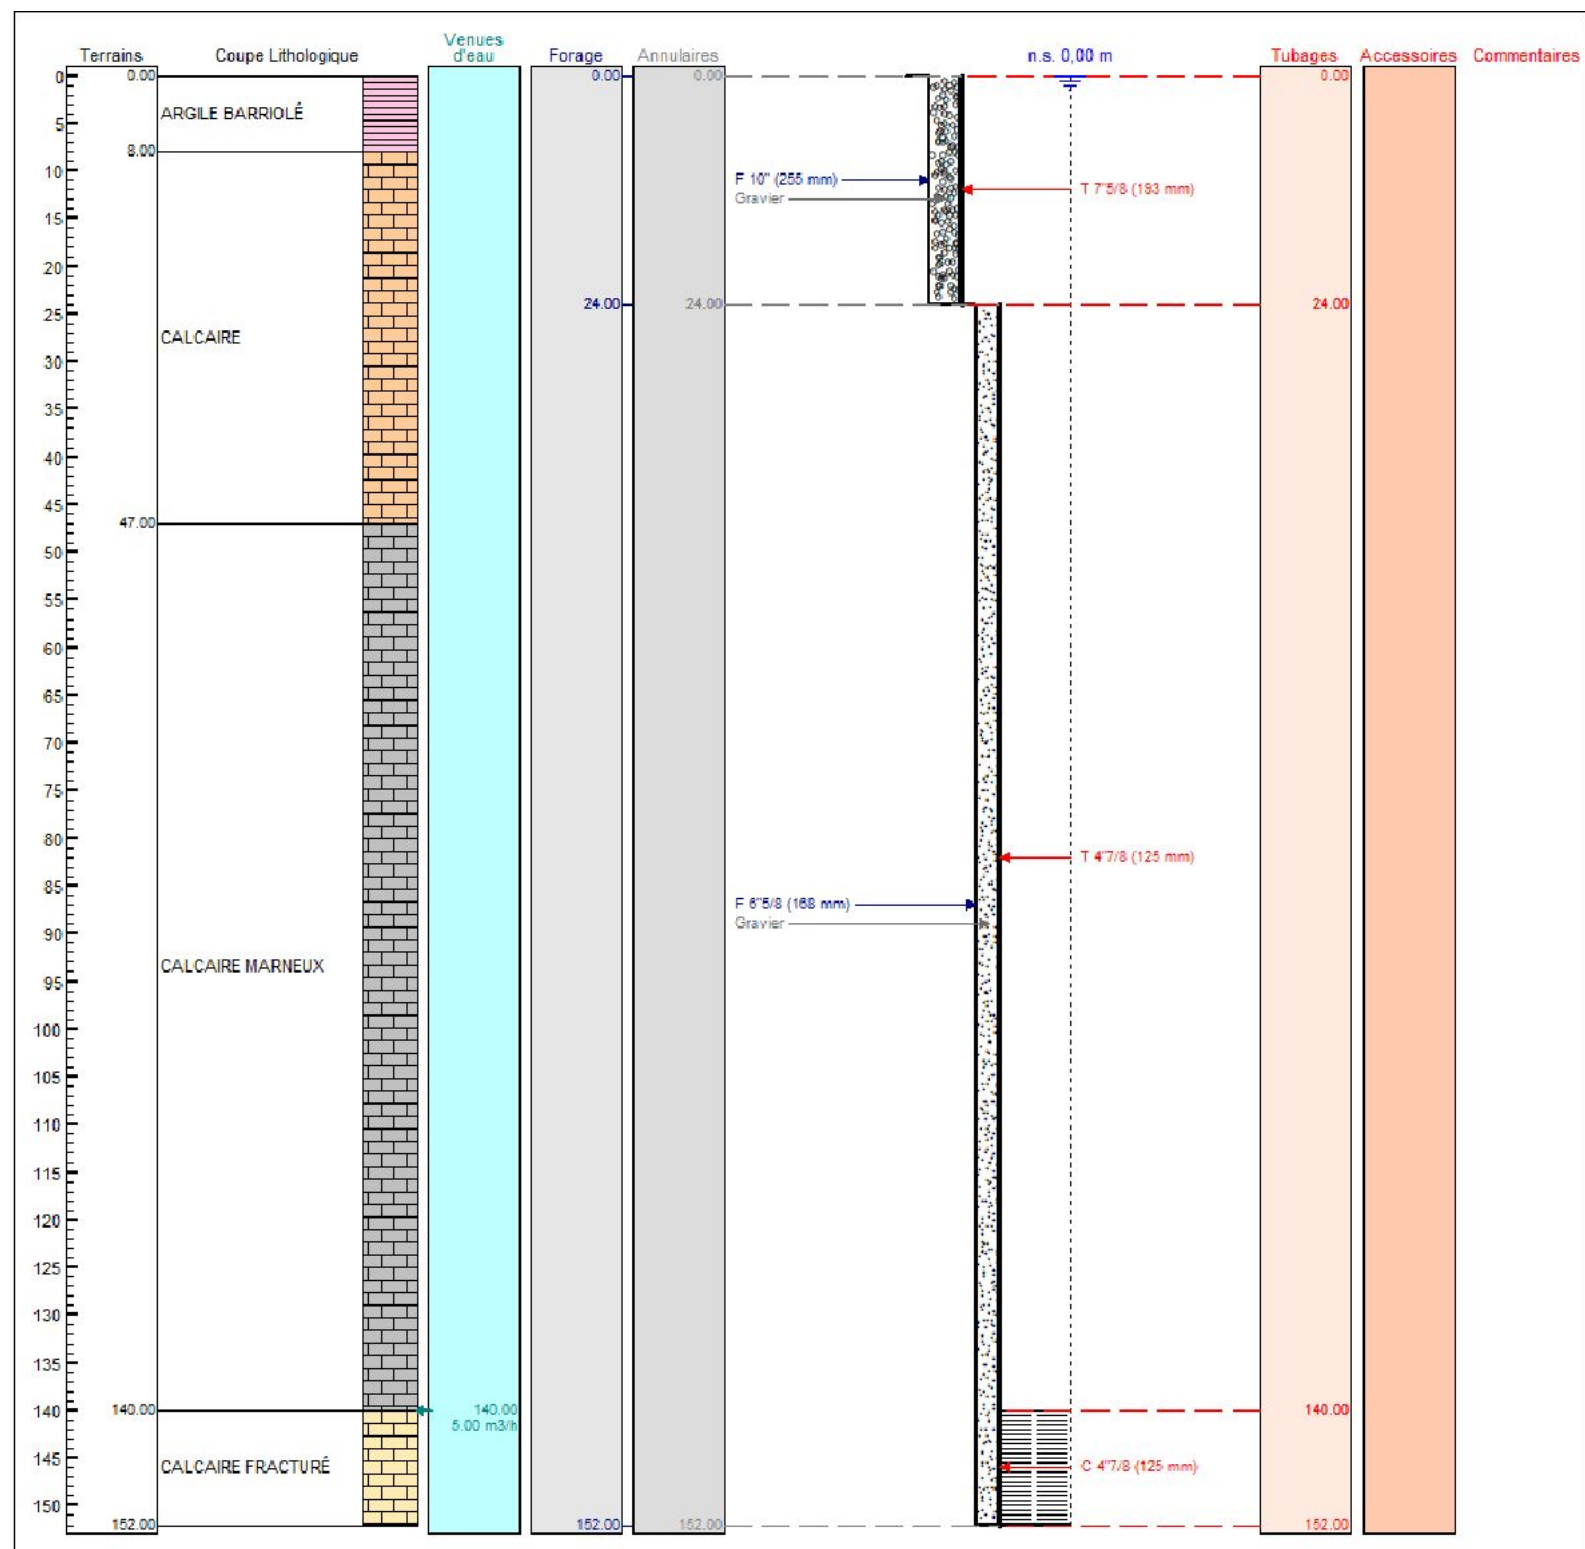 Terrains
Coupe Lithologique
Venues
d'eau
Forage
Annulaires
n.s. 0,00 m
Tubages
Accessoires
Commentaires
0
5
10
15
20
25
30
35
40
45
50
55
60
65
70
75
80
85
90
95
100
105
110
115
120
125
130
135
140
145
150
0.00
ARGILE BARRIOLÉ
8.00
CALCAIRE
47.00
CALCAIRE MARNEUX
140.00
CALCAIRE FRACTURÉ
152.00
140.00
5.00 m3/h
0.00
24.00
152.00
0.00
24.00
152.00
F 10" (255 mm)
Gravier
T 7"5/8 (193 mm)
T 4"7/8 (125 mm)
F 6"5/8 (168 mm)
Gravier
C 4"7/8 (125 mm)
0.00
24.00
140.00
152.00